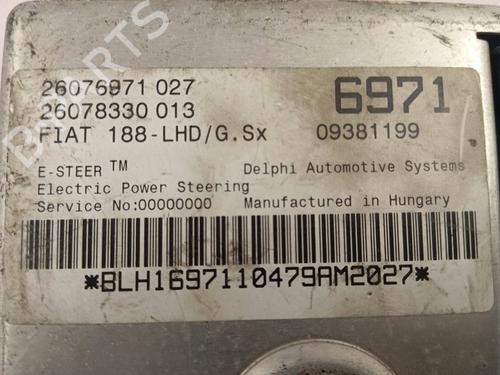 PARTS
26076971 027
26078330 013
6971
FIAT 188-LHD/G.Sx 09381199
E-STEER TM Delphi Automotive Systems
Electric Power Steering
Service No:00000000 Manufactured in Hungary
*BLH1697110479AM2027*